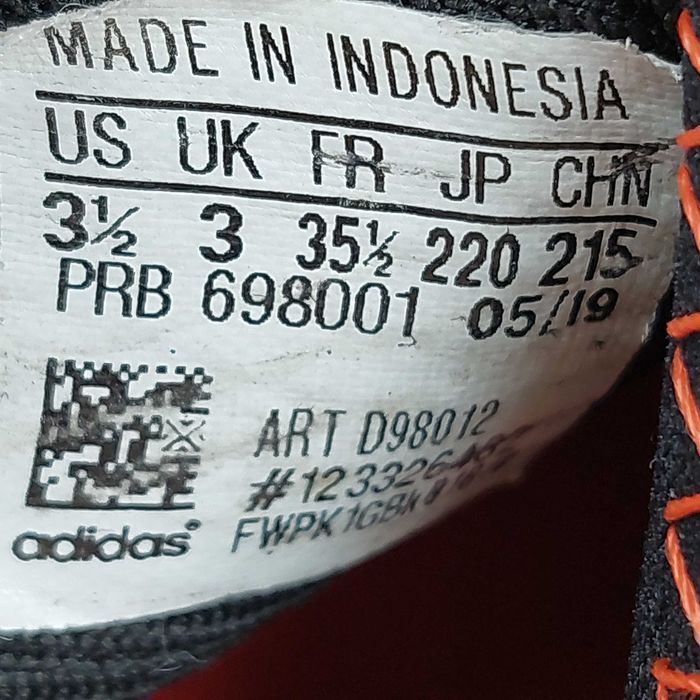 MADE IN INDONESIA
US UK FR JP CHN
3½ 3 35½ 220 215
PRB 698001 05/19
ART D98012
adidas